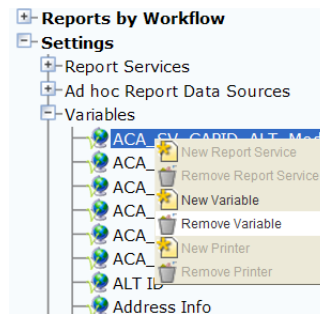 Reports by Workflow
Settings
Report Services
Ad hoc Report Data Sources
Variables
ACA_SV_CAPID_ALT_Mod
New Report Service
ACA_
Remove Report Service
ACA_
New Variable
ACA_
Remove Variable
ACA_
New Printer
ACA_
Remove Printer
ALT ID
Address Info